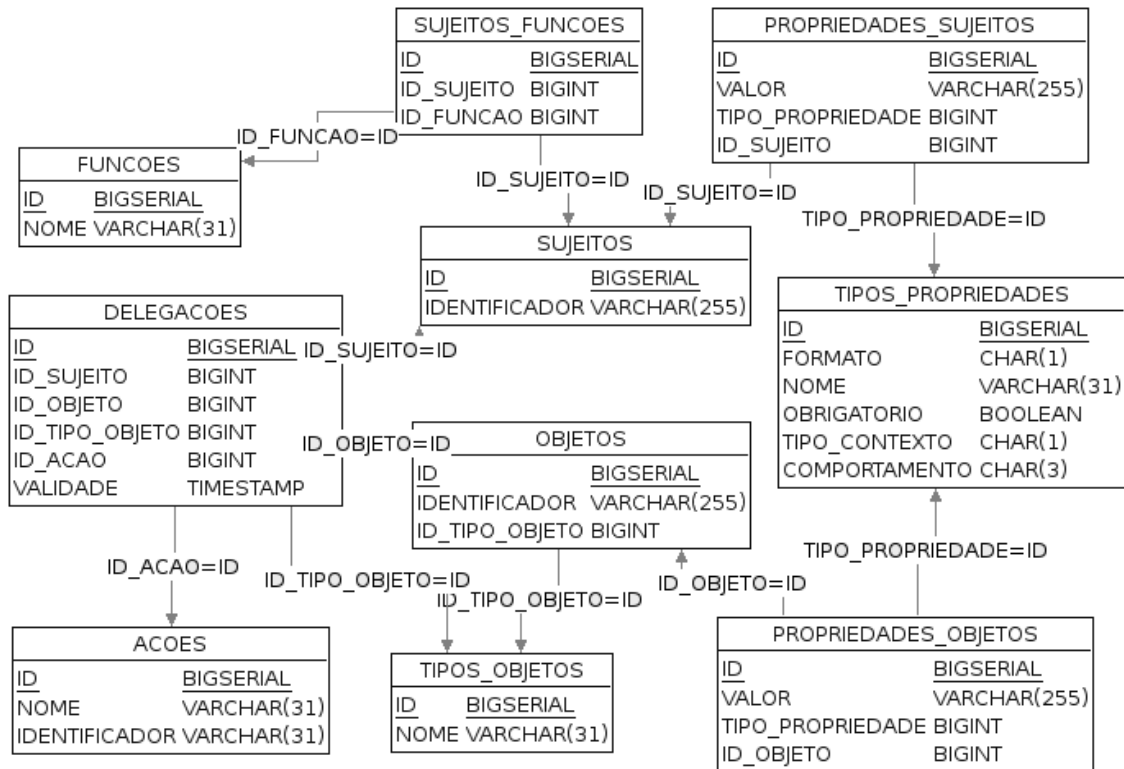 SUJEITOS_FUNCOES
ID BIGSERIAL
ID_SUJEITO BIGINT
ID_FUNCAO BIGINT
PROPRIEDADES_SUJEITOS
ID BIGSERIAL
VALOR VARCHAR(255)
TIPO_PROPRIEDADE BIGINT
ID_SUJEITO BIGINT
ID_FUNCAO=ID
FUNCOES
ID BIGSERIAL
NOME VARCHAR(31)
ID_SUJEITO=ID
ID_SUJEITO=ID
TIPO_PROPRIEDADE=ID
SUJEITOS
ID BIGSERIAL
IDENTIFICADOR VARCHAR(255)
TIPOS_PROPRIEDADES
ID BIGSERIAL
FORMATO CHAR(1)
NOME VARCHAR(31)
OBRIGATORIO BOOLEAN
TIPO_CONTEXTO CHAR(1)
COMPORTAMENTO CHAR(3)
DELEGACOES
ID BIGSERIAL
ID_SUJEITO BIGINT
ID_OBJETO BIGINT
ID_TIPO_OBJETO BIGINT
ID_ACAO BIGINT
VALIDADE TIMESTAMP
ID_SUJEITO=ID
ID_OBJETO=ID
OBJETOS
ID BIGSERIAL
IDENTIFICADOR VARCHAR(255)
ID_TIPO_OBJETO BIGINT
TIPO_PROPRIEDADE=ID
ID_ACAO=ID
ID_TIPO_OBJETO=ID
ID_TIPO_OBJETO=ID
ID_OBJETO=ID
ACOES
ID BIGSERIAL
NOME VARCHAR(31)
IDENTIFICADOR VARCHAR(31)
TIPOS_OBJETOS
ID BIGSERIAL
NOME VARCHAR(31)
PROPRIEDADES_OBJETOS
ID BIGSERIAL
VALOR VARCHAR(255)
TIPO_PROPRIEDADE BIGINT
ID_OBJETO BIGINT